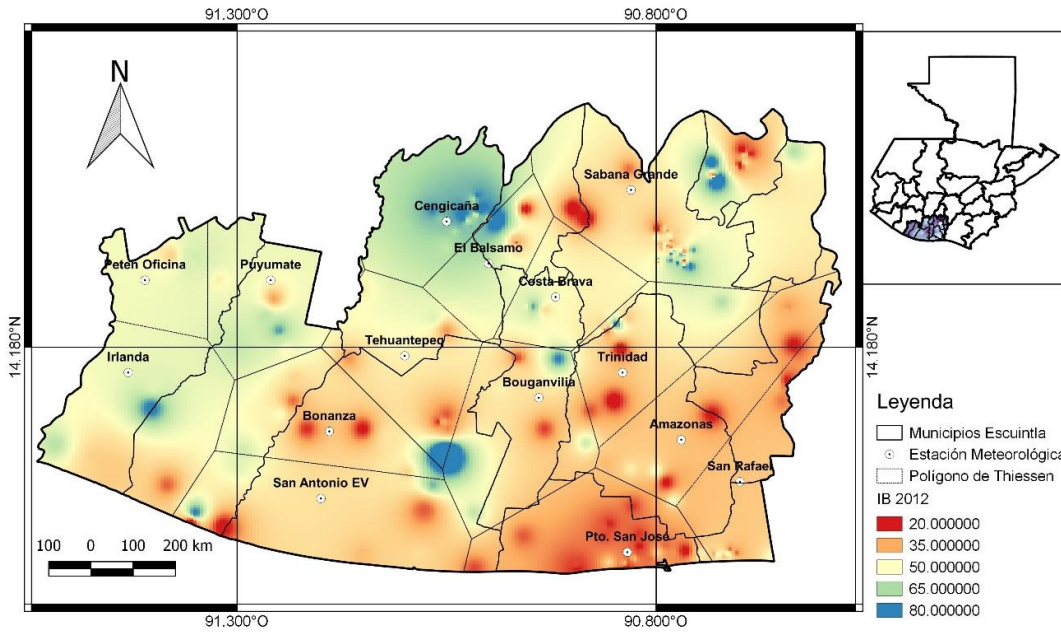 91.300°O
90.800°O
N
Sabana Grande
Cengicaña
El Balsamo
Peten Oficina
Puyumate
Costa Brava
14.180°N
14.180°N
Tehuantepeq
Irlanda
Trinidad
Bouganvilia
Bonanza
Amazonas
San Rafael
San Antonio EV
Pto. San José
100 0 100 200 km
91.300°O
90.800°O
Leyenda
Municipios Escuintla
Estación Meteorológica
Polígono de Thiessen
IB 2012
20.000000
35.000000
50.000000
65.000000
80.000000